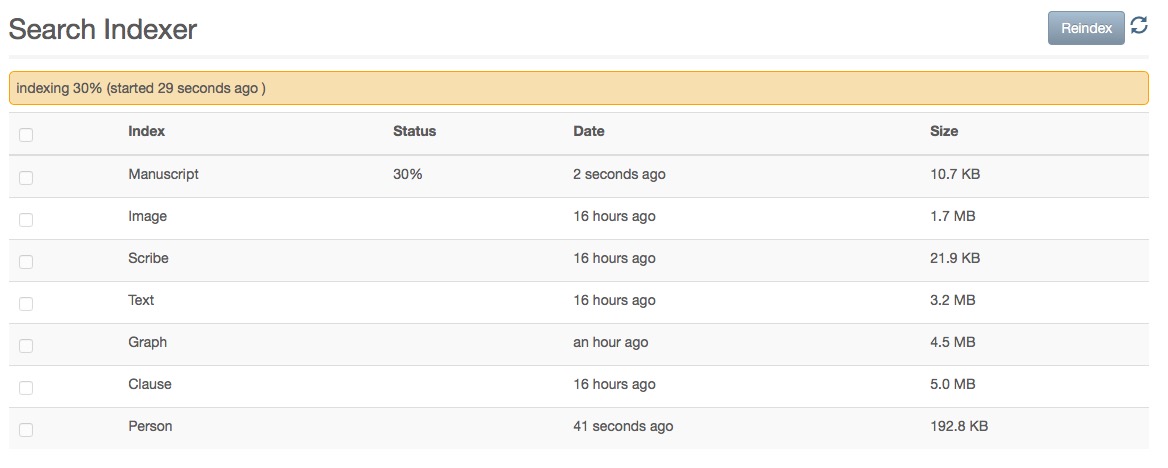 Search Indexer
Reindex
indexing 30% (started 29 seconds ago )
Index Status Date Size
Manuscript 30% 2 seconds ago 10.7 KB
Image 16 hours ago 1.7 MB
Scribe 16 hours ago 21.9 KB
Text 16 hours ago 3.2 MB
Graph an hour ago 4.5 MB
Clause 16 hours ago 5.0 MB
Person 41 seconds ago 192.8 KB